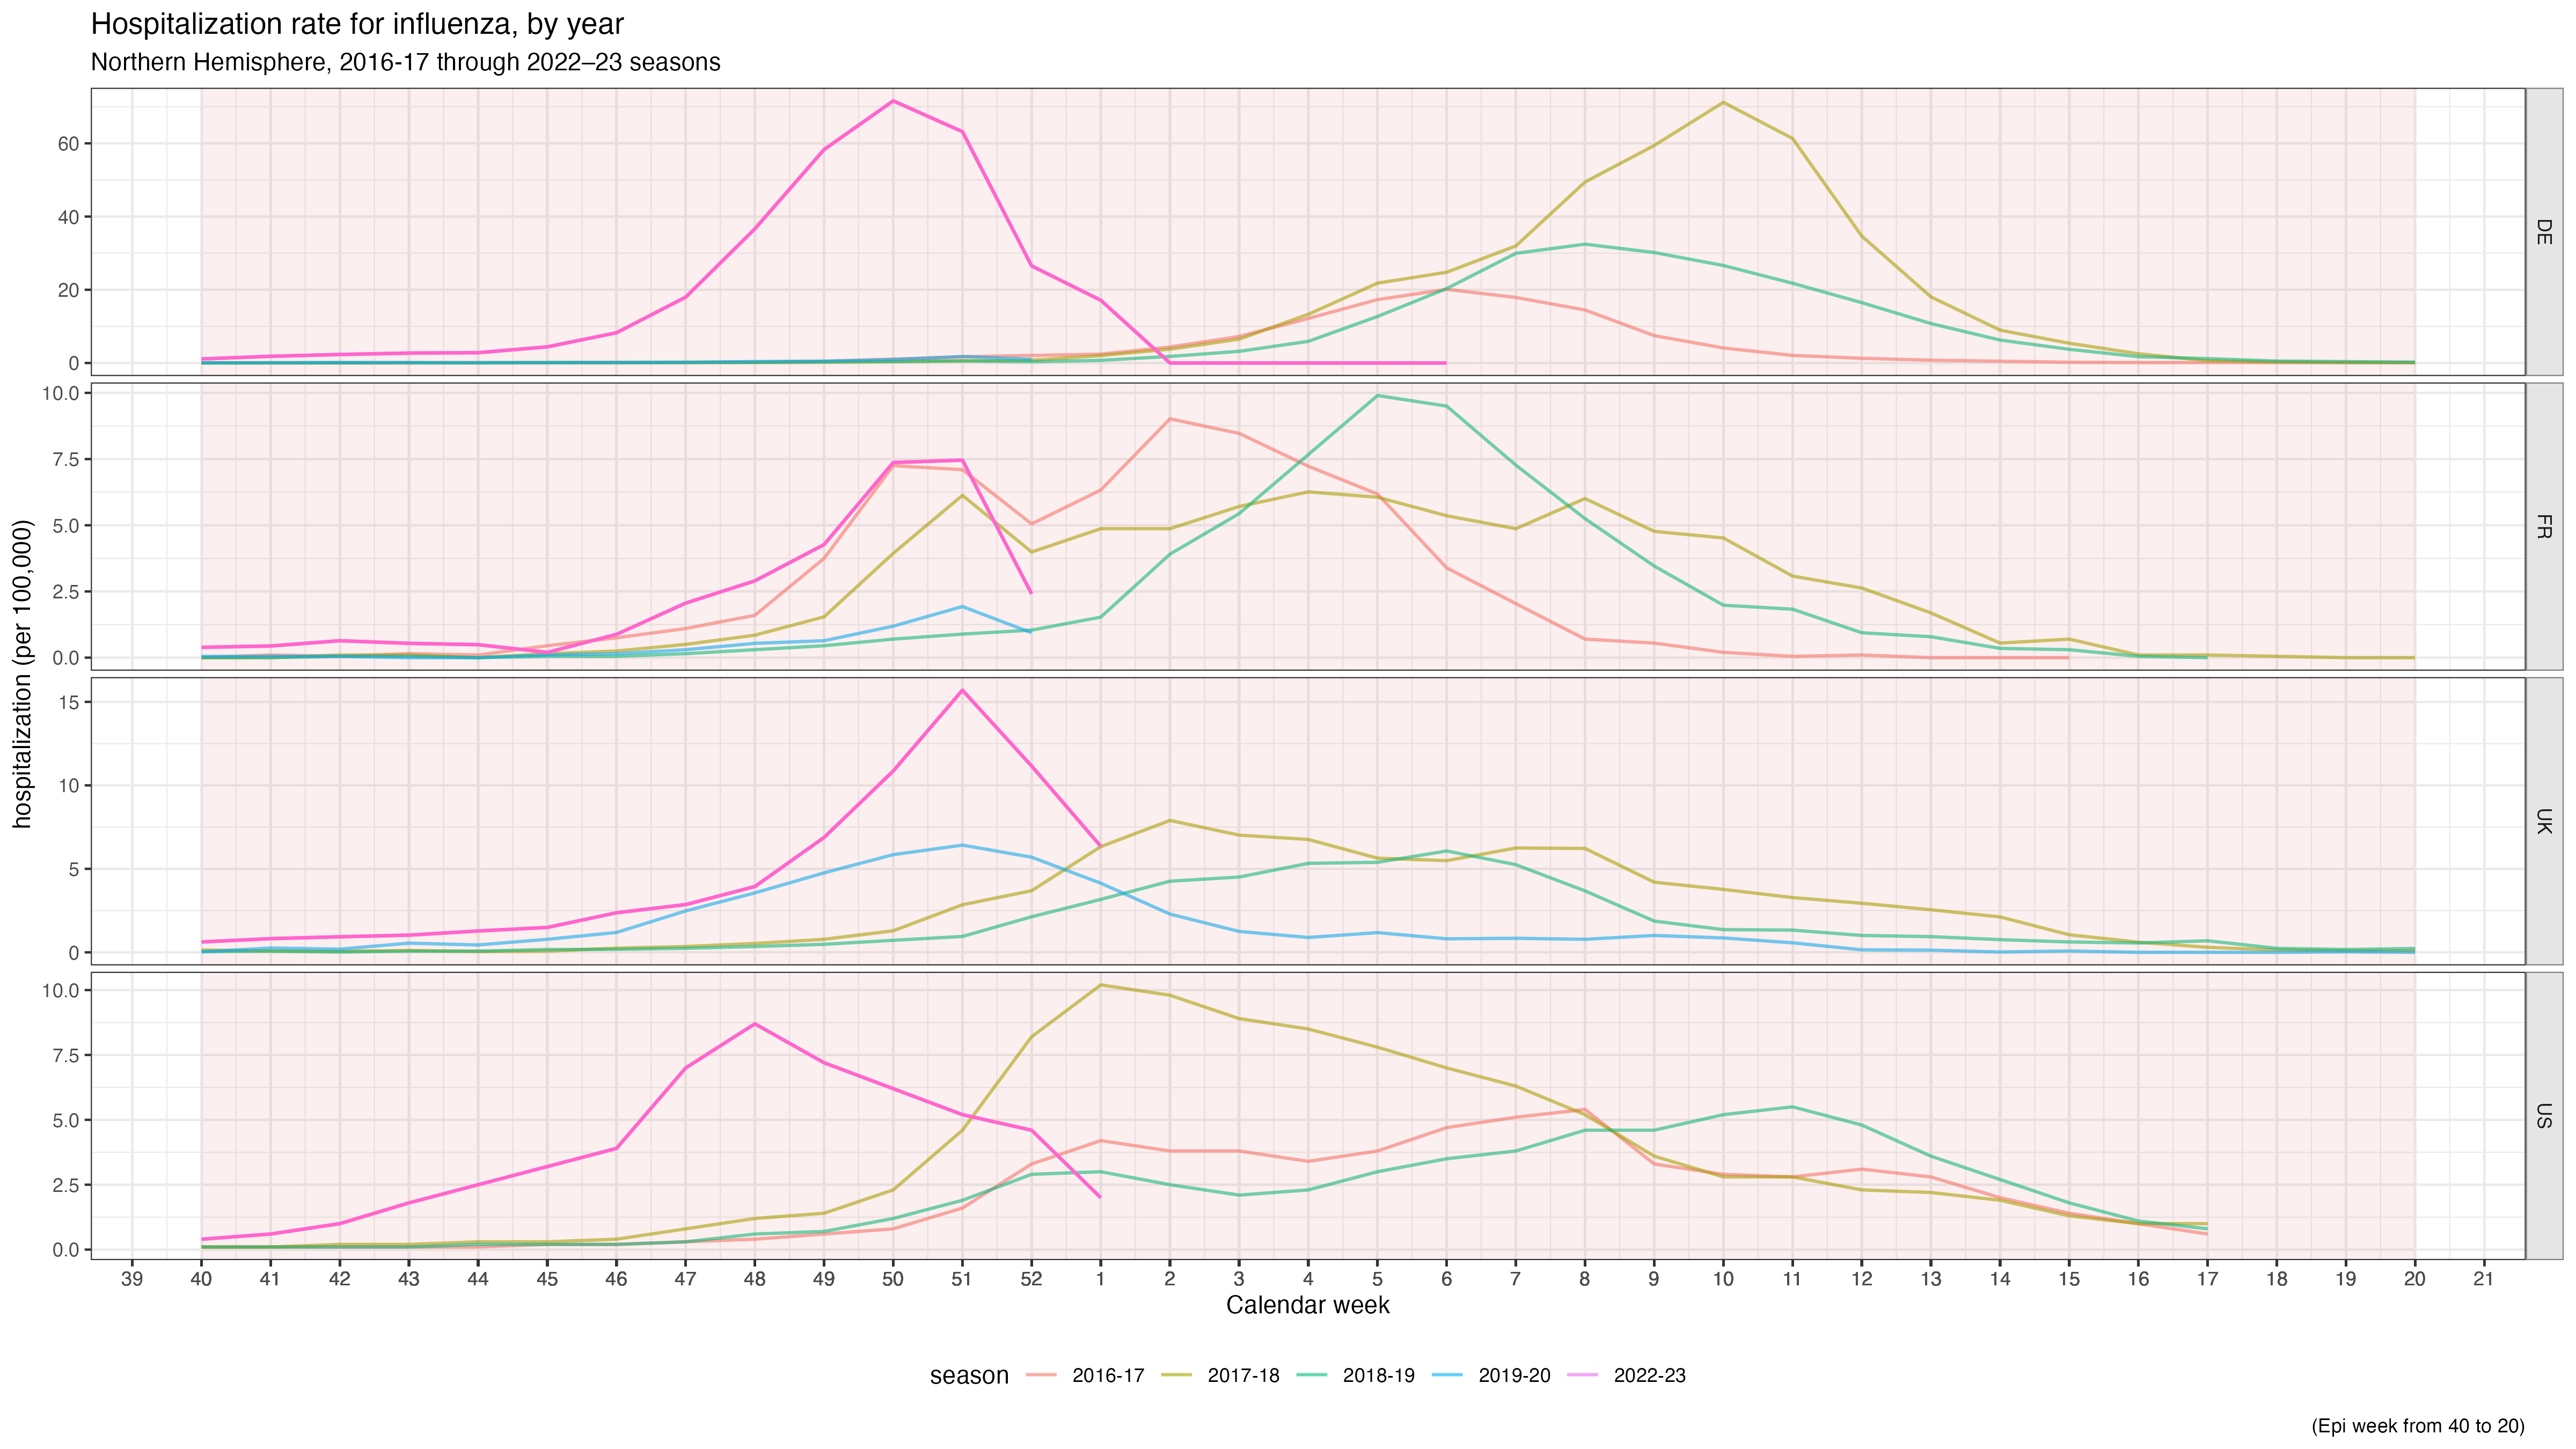 Hospitalization rate for influenza, by year
Northern Hemisphere, 2016-17 through 2022–23 seasons
hospitalization (per 100,000)
60
40
20
0
DE
10.0
7.5
5.0
2.5
0.0
FR
15
10
5
0
UK
10.0
7.5
5.0
2.5
0.0
US
39 40 41 42 43 44 45 46 47 48 49 50 51 52 1 2 3 4 5 6 7 8 9 10 11 12 13 14 15 16 17 18 19 20 21
Calendar week
season 2016-17 2017-18 2018-19 2019-20 2022-23
(Epi week from 40 to 20)